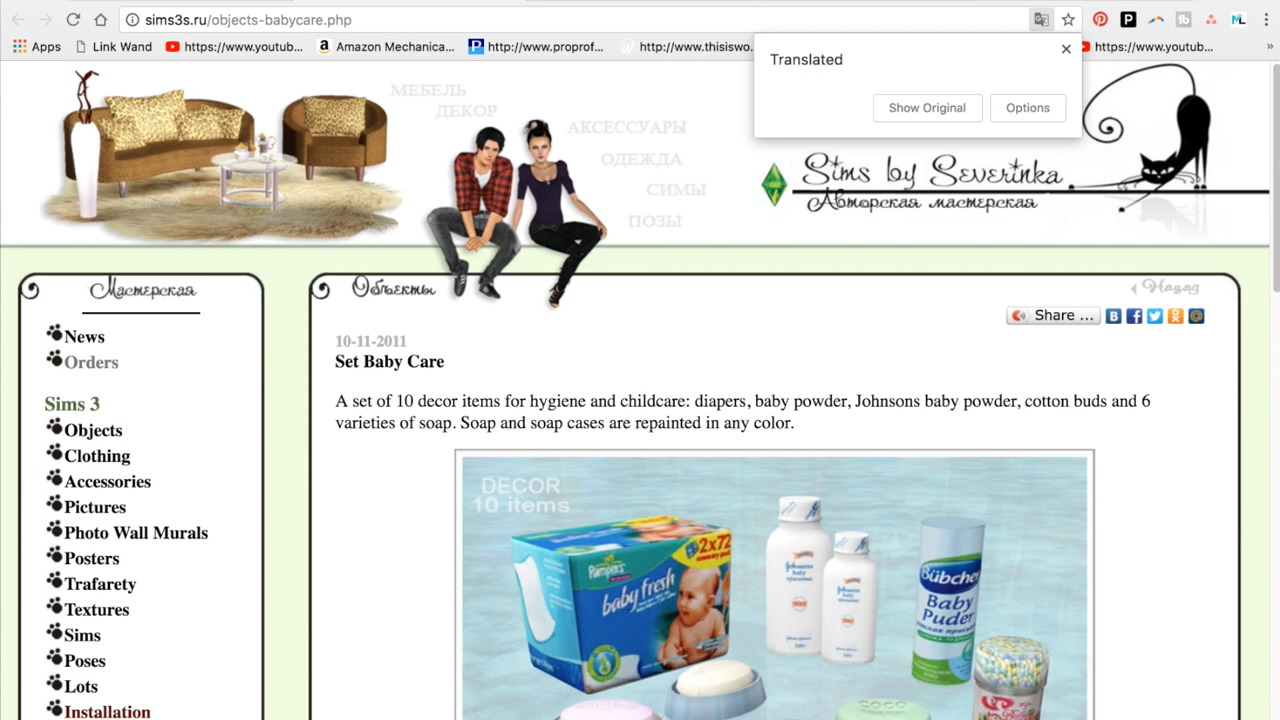 sims3s.ru/objects-babycare.php
Apps
Link Wand
https://www.youtub...
Amazon Mechanica...
http://www.proprof...
http://www.thisiswo.
https://www.youtub...
»
Translated
Show Original
Options
МЕБЕЛЬ
ДЕКОР
АКСЕССУАРЫ
ОДЕЖДА
СИМЫ
ПОЗЫ
Sims by Severinka
Авторская мастерская
Мастерская
News
Orders
Sims 3
Objects
Clothing
Accessories
Pictures
Photo Wall Murals
Posters
Trafarety
Textures
Sims
Poses
Lots
Installation
Объекты
Назад
Share ...
10-11-2011
Set Baby Care
A set of 10 decor items for hygiene and childcare: diapers, baby powder, Johnsons baby powder, cotton buds and 6
varieties of soap. Soap and soap cases are repainted in any color.
DECOR
10 items
2x72
Pampers
baby fresh
Johnsons
baby
Johnsons
baby
Bübchen
Baby
Puder
COCO